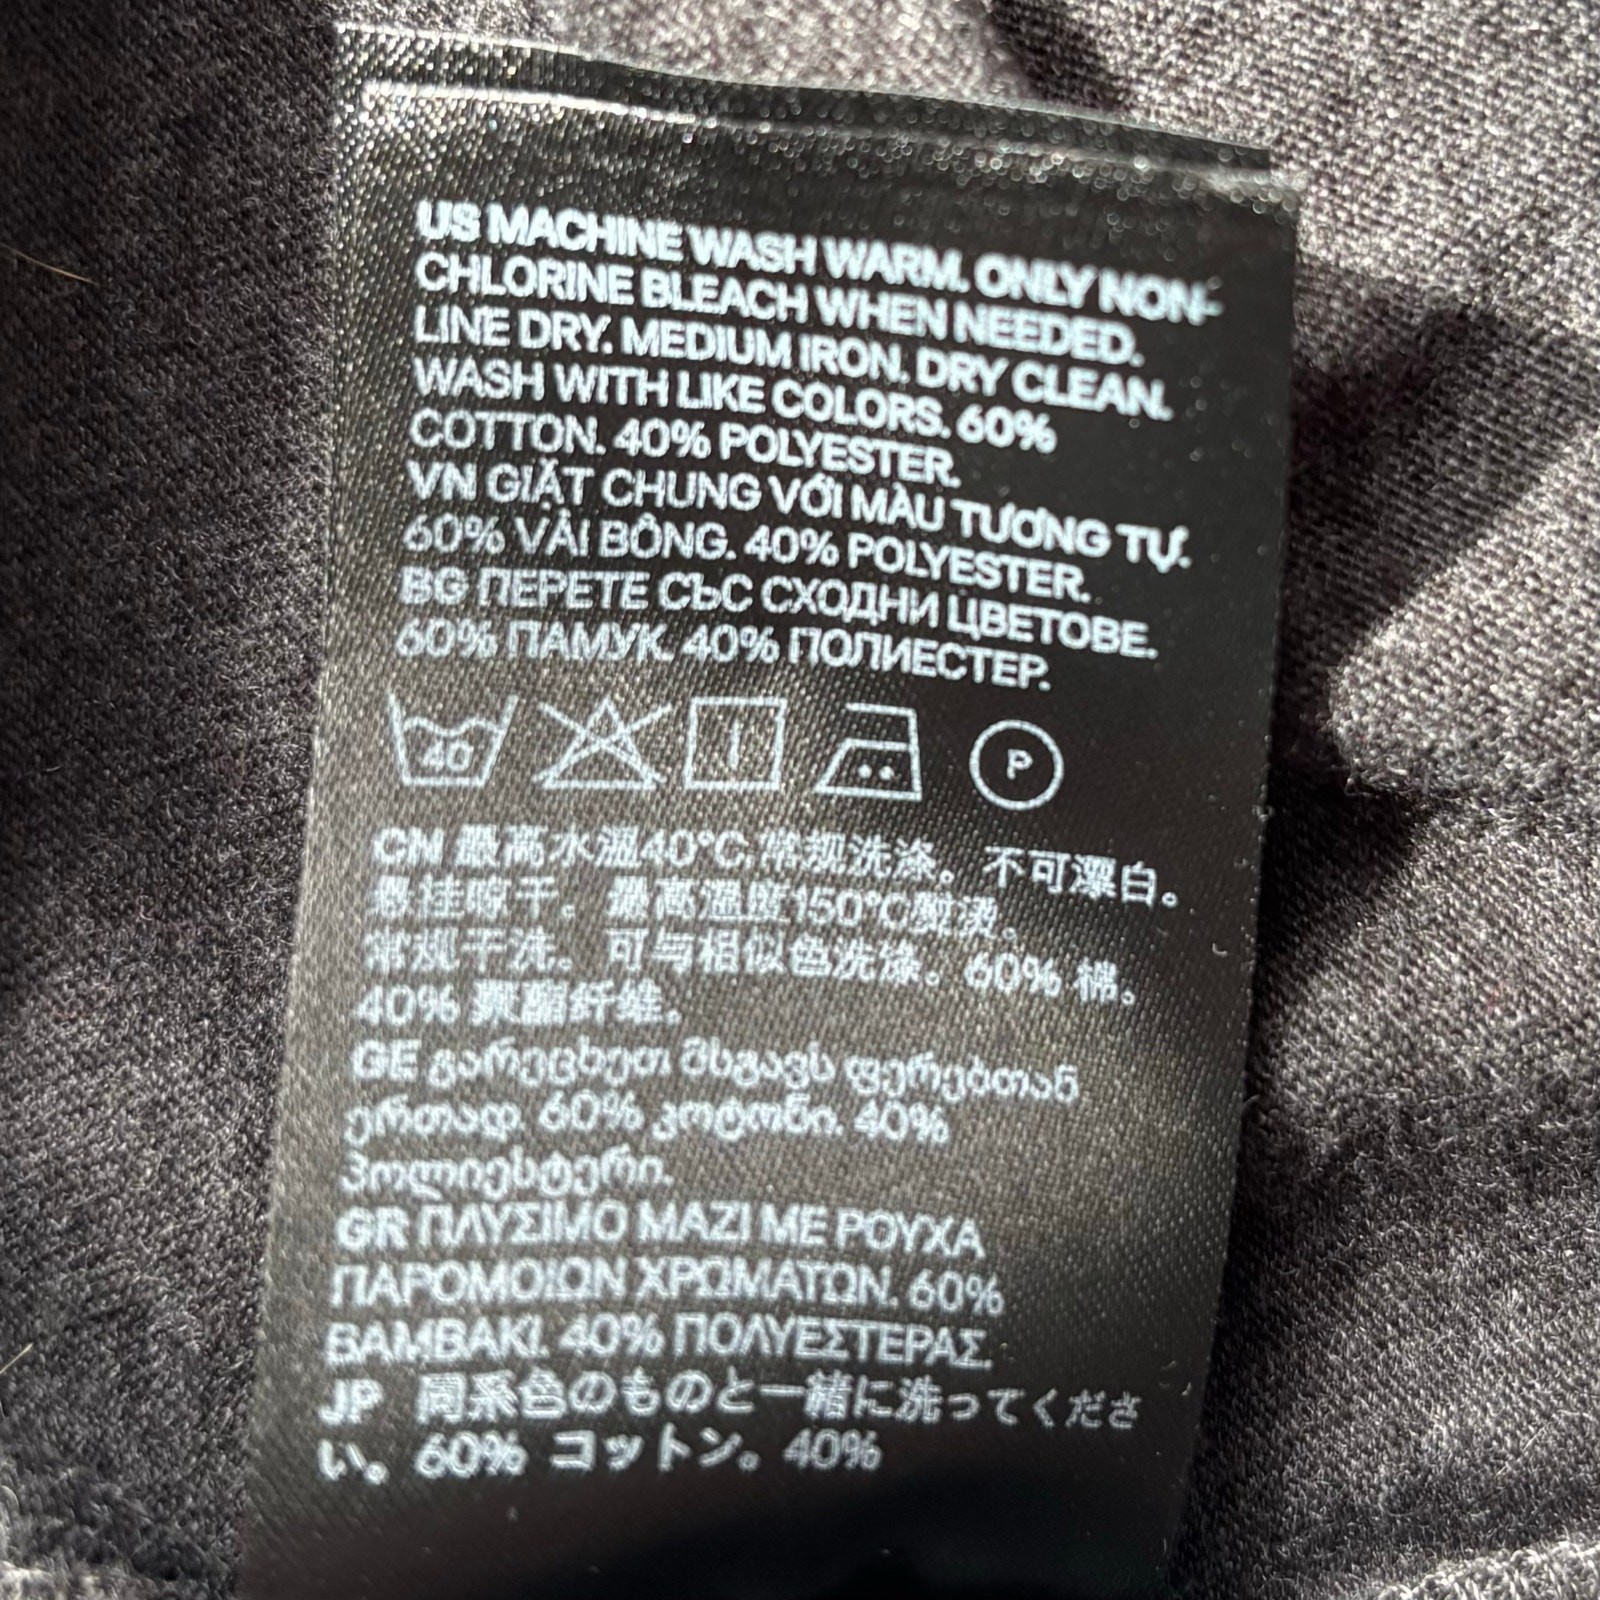 US MACHINE WASH WARM. ONLY NON-
CHLORINE BLEACH WHEN NEEDED.
LINE DRY. MEDIUM IRON. DRY CLEAN.
WASH WITH LIKE COLORS. 60%
COTTON. 40% POLYESTER.
VN GIẶT CHUNG VỚI MÀU TƯƠNG TỰ.
60% VẢI BÔNG. 40% POLYESTER.
BG ПЕРЕТЕ СЪС СХОДНИ ЦВЕТОВЕ.
60% ПАМУК. 40% ПОЛИЕСТЕР.
40 P
CN 最高水温40°C,常规洗涤。 不可漂白。
悬挂晾干。 最高温度150°C熨烫。
常规干洗。 可与相似色洗涤。 60% 棉。
40% 聚酯纤维。
GE გარეცხეთ მსგავს ფერებთან
ერთად. 60% კოტონი. 40%
პოლიესტერი.
GR ΠΛΥΣΙΜΟ ΜΑΖΙ ΜΕ ΡΟΥΧΑ
ΠΑΡΟΜΟΙΩΝ ΧΡΩΜΑΤΩΝ. 60%
ΒΑΜΒΑΚΙ. 40% ΠΟΛΥΕΣΤΕΡΑΣ.
JP 同系色のものと一緒に洗ってくださ
い。 60% コットン。 40%